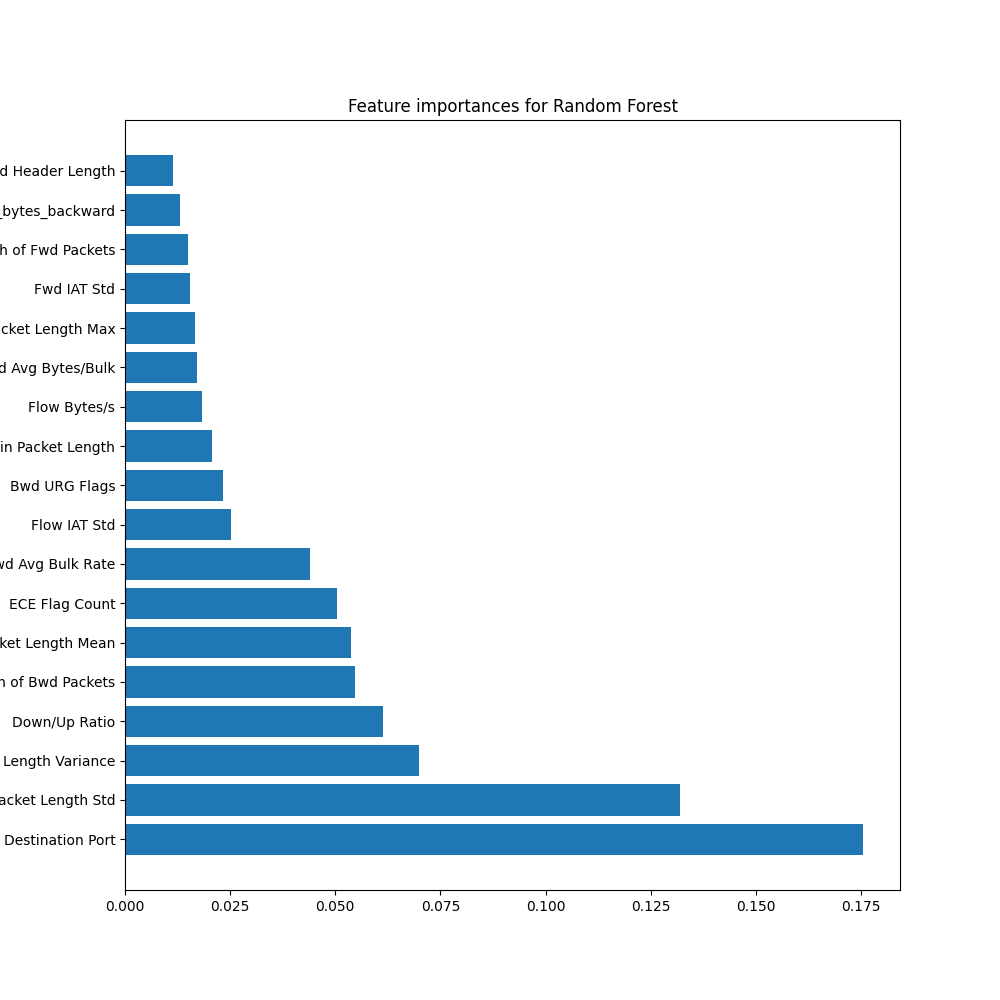 Feature importances for Random Forest
d Header Length
_bytes_backward
h of Fwd Packets
Fwd IAT Std
cket Length Max
d Avg Bytes/Bulk
Flow Bytes/s
in Packet Length
Bwd URG Flags
Flow IAT Std
wd Avg Bulk Rate
ECE Flag Count
ket Length Mean
h of Bwd Packets
Down/Up Ratio
Length Variance
acket Length Std
Destination Port
0.000 0.025 0.050 0.075 0.100 0.125 0.150 0.175